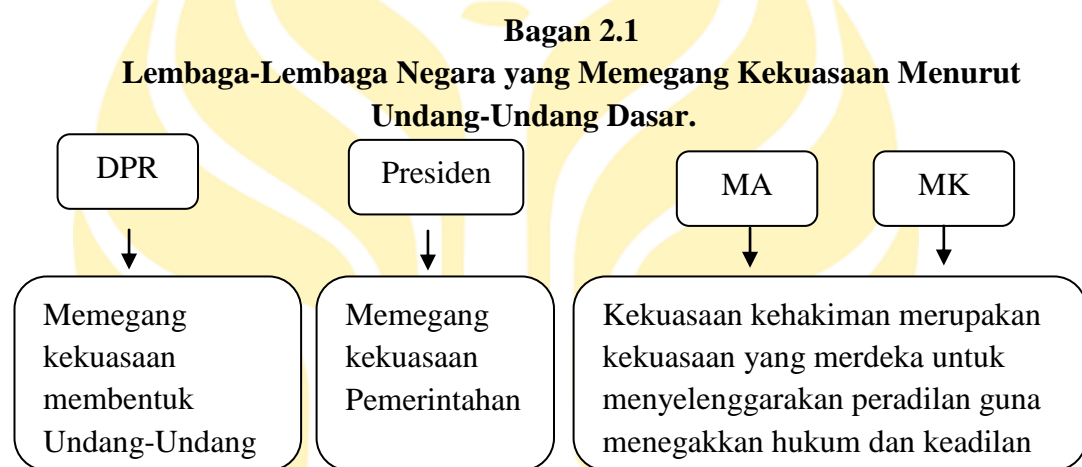 Bagan 2.1
Lembaga-Lembaga Negara yang Memegang Kekuasaan Menurut
Undang-Undang Dasar.
DPR
Presiden
MA
MK
Memegang
kekuasaan
membentuk
Undang-Undang
Memegang
kekuasaan
Pemerintahan
Kekuasaan kehakiman merupakan
kekuasaan yang merdeka untuk
menyelenggarakan peradilan guna
menegakkan hukum dan keadilan